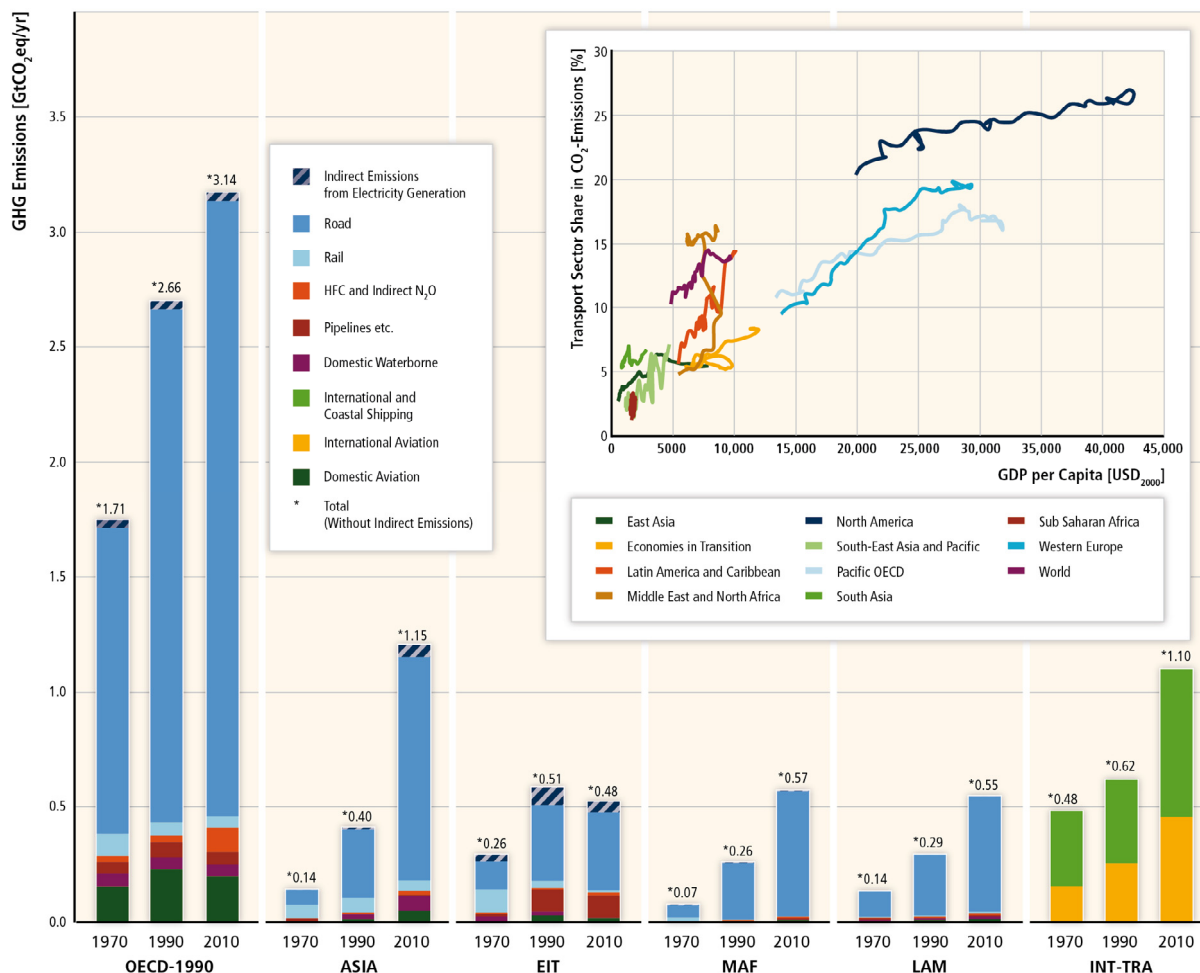 GHG Emissions [GtCO₂eq/yr]
3.5
3.0
2.5
2.0
1.5
1.0
0.5
0.0
*1.71
*2.66
*3.14
1970
1990
2010
OECD-1990
*0.14
*0.40
*1.15
1970
1990
2010
ASIA
*0.26
*0.51
*0.48
1970
1990
2010
EIT
*0.07
*0.26
*0.57
1970
1990
2010
MAF
*0.14
*0.29
*0.55
1970
1990
2010
LAM
*0.48
*0.62
*1.10
1970
1990
2010
INT-TRA
Indirect Emissions
from Electricity Generation
Road
Rail
HFC and Indirect N₂O
Pipelines etc.
Domestic Waterborne
International and
Coastal Shipping
International Aviation
Domestic Aviation
* Total
(Without Indirect Emissions)
Transport Sector Share in CO₂-Emissions [%]
30
25
20
15
10
5
0
0
5000
10,000
15,000
20,000
25,000
30,000
35,000
40,000
45,000
GDP per Capita [USD₂₀₀₀]
East Asia
Economies in Transition
Latin America and Caribbean
Middle East and North Africa
North America
South-East Asia and Pacific
Pacific OECD
South Asia
Sub Saharan Africa
Western Europe
World